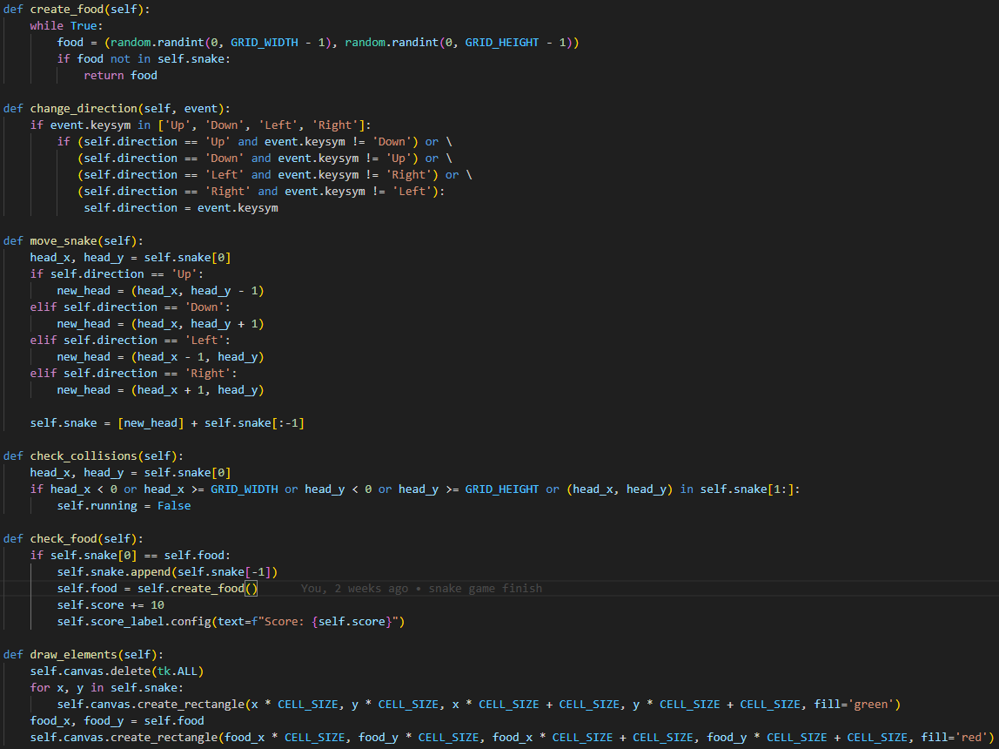 def create_food(self):
    while True:
        food = (random.randint(0, GRID_WIDTH - 1), random.randint(0, GRID_HEIGHT - 1))
        if food not in self.snake:
            return food

def change_direction(self, event):
    if event.keysym in ['Up', 'Down', 'Left', 'Right']:
        if (self.direction == 'Up' and event.keysym != 'Down') or \
           (self.direction == 'Down' and event.keysym != 'Up') or \
           (self.direction == 'Left' and event.keysym != 'Right') or \
           (self.direction == 'Right' and event.keysym != 'Left'):
            self.direction = event.keysym

def move_snake(self):
    head_x, head_y = self.snake[0]
    if self.direction == 'Up':
        new_head = (head_x, head_y - 1)
    elif self.direction == 'Down':
        new_head = (head_x, head_y + 1)
    elif self.direction == 'Left':
        new_head = (head_x - 1, head_y)
    elif self.direction == 'Right':
        new_head = (head_x + 1, head_y)

    self.snake = [new_head] + self.snake[:-1]

def check_collisions(self):
    head_x, head_y = self.snake[0]
    if head_x < 0 or head_x >= GRID_WIDTH or head_y < 0 or head_y >= GRID_HEIGHT or (head_x, head_y) in self.snake[1:]:
        self.running = False

def check_food(self):
    if self.snake[0] == self.food:
        self.snake.append(self.snake[-1])
        self.food = self.create_food()      You, 2 weeks ago • snake game finish
        self.score += 10
        self.score_label.config(text=f"Score: {self.score}")

def draw_elements(self):
    self.canvas.delete(tk.ALL)
    for x, y in self.snake:
        self.canvas.create_rectangle(x * CELL_SIZE, y * CELL_SIZE, x * CELL_SIZE + CELL_SIZE, y * CELL_SIZE + CELL_SIZE, fill='green')
    food_x, food_y = self.food
    self.canvas.create_rectangle(food_x * CELL_SIZE, food_y * CELL_SIZE, food_x * CELL_SIZE + CELL_SIZE, food_y * CELL_SIZE + CELL_SIZE, fill='red')